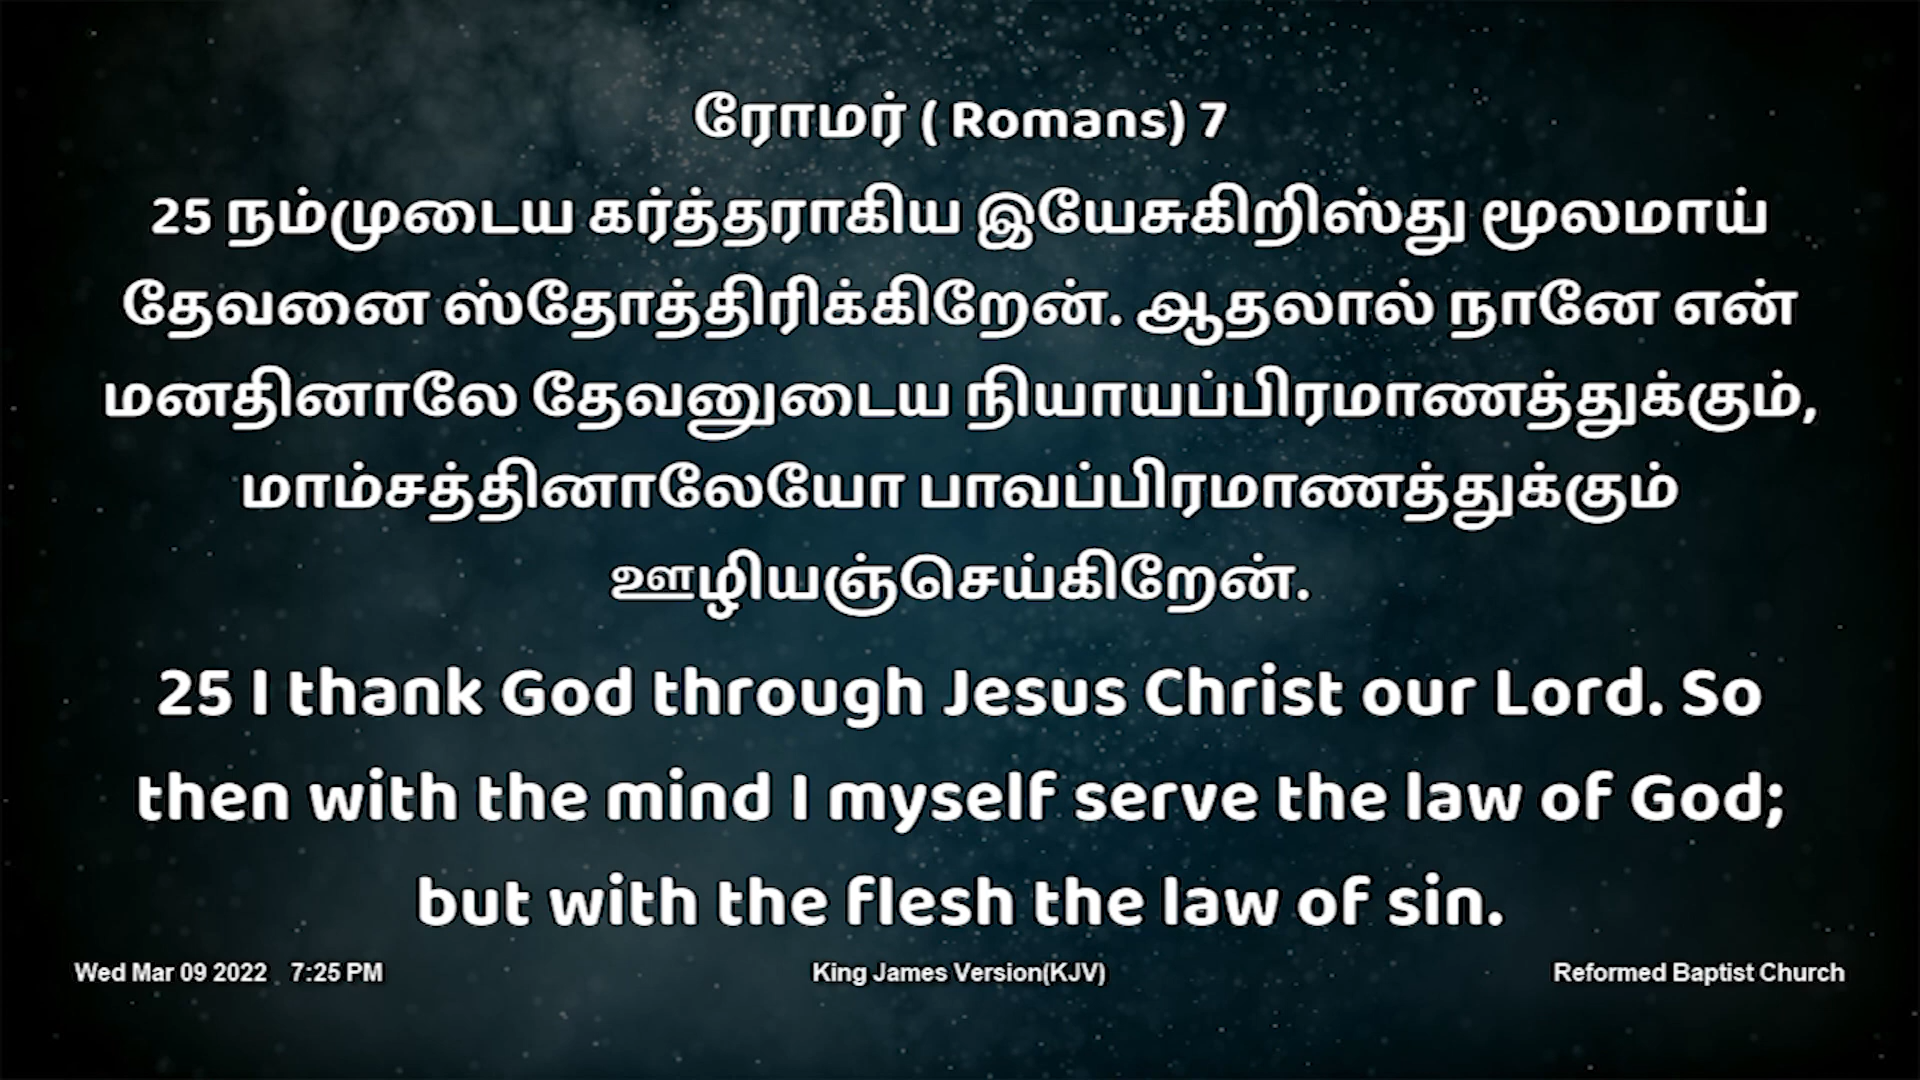 ரோமர் ( Romans) 7
25 நம்முடைய கர்த்தராகிய இயேசுகிறிஸ்து மூலமாய்
தேவனை ஸ்தோத்திரிக்கிறேன். ஆதலால் நானே என்
மனதினாலே தேவனுடைய நியாயப்பிரமாணத்துக்கும்,
மாம்சத்தினாலேயோ பாவப்பிரமாணத்துக்கும்
ஊழியஞ்செய்கிறேன்.
25 I thank God through Jesus Christ our Lord. So
then with the mind I myself serve the law of God;
but with the flesh the law of sin.
Wed Mar 09 2022 7:25 PM King James Version(KJV) Reformed Baptist Church